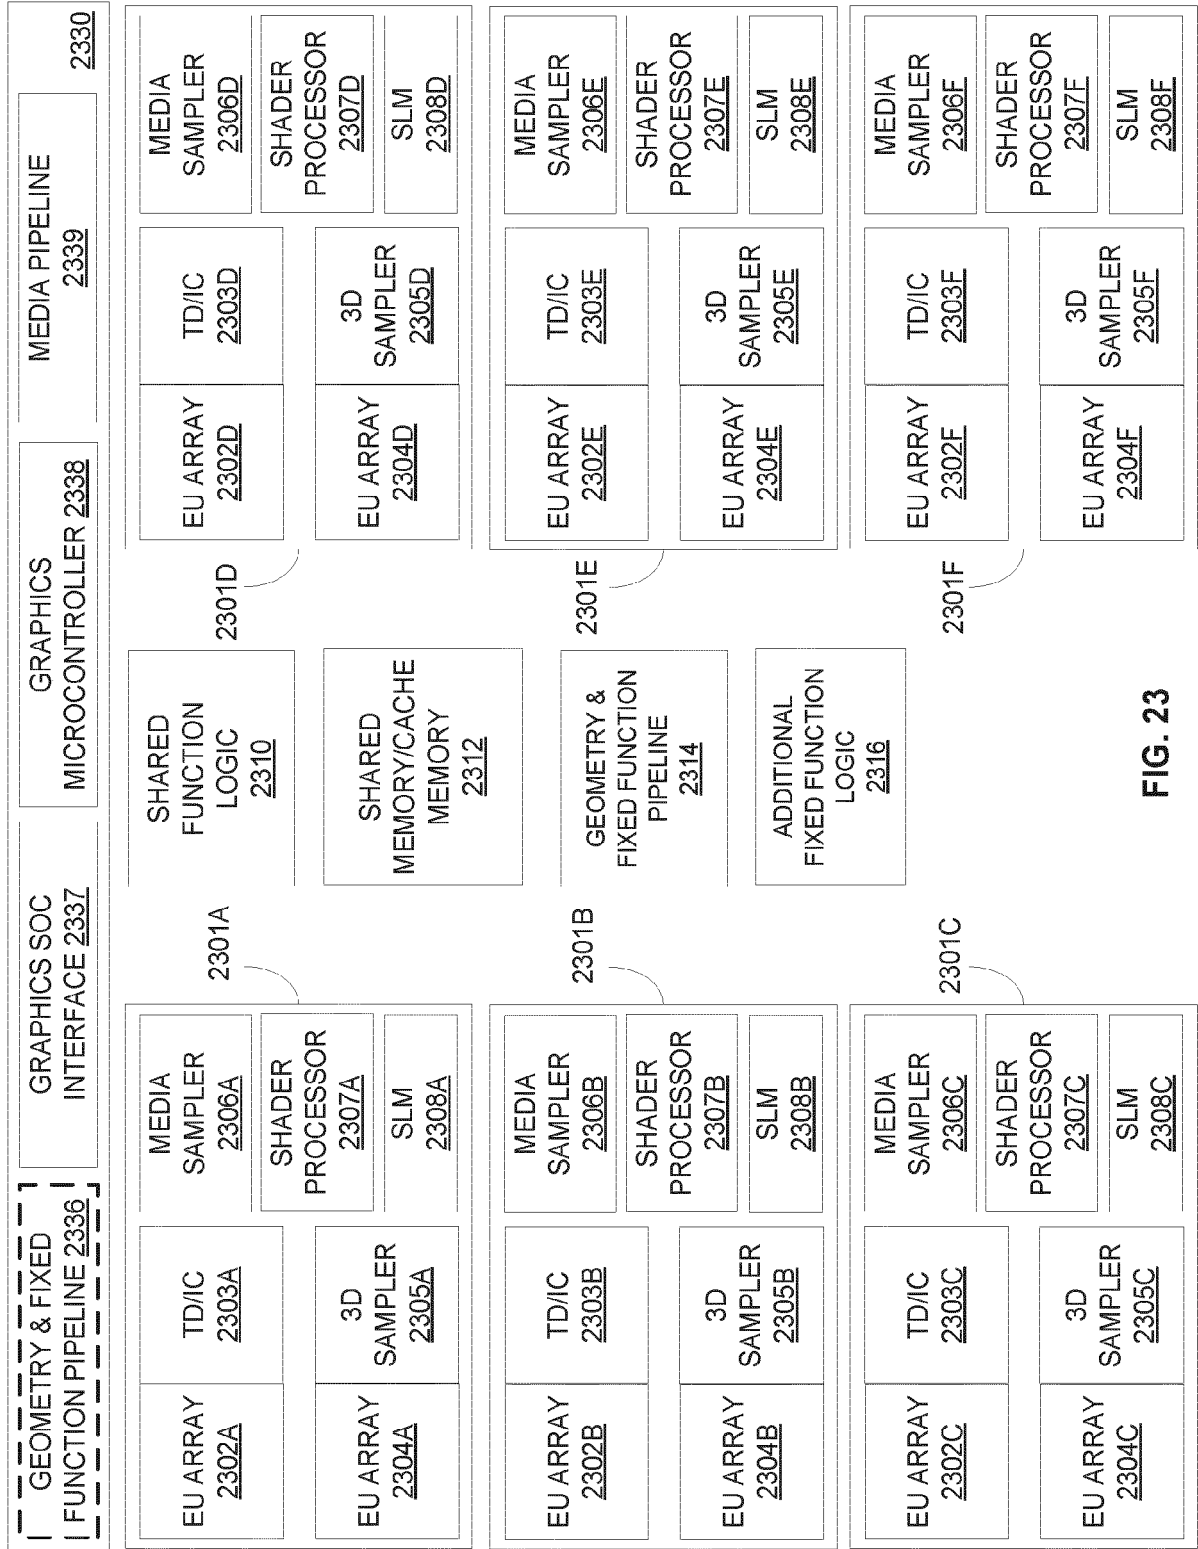 2330
GEOMETRY & FIXED
FUNCTION PIPELINE 2336
GRAPHICS SOC
INTERFACE 2337
GRAPHICS
MICROCONTROLLER 2338
MEDIA PIPELINE
2339
2301A
EU ARRAY
2302A
TD/IC
2303A
EU ARRAY
2304A
3D
SAMPLER
2305A
MEDIA
SAMPLER
2306A
SHADER
PROCESSOR
2307A
SLM
2308A
SHARED
FUNCTION
LOGIC
2310
2301D
EU ARRAY
2302D
TD/IC
2303D
EU ARRAY
2304D
3D
SAMPLER
2305D
MEDIA
SAMPLER
2306D
SHADER
PROCESSOR
2307D
SLM
2308D
SHARED
MEMORY/CACHE
MEMORY
2312
2301B
EU ARRAY
2302B
TD/IC
2303B
EU ARRAY
2304B
3D
SAMPLER
2305B
MEDIA
SAMPLER
2306B
SHADER
PROCESSOR
2307B
SLM
2308B
GEOMETRY &
FIXED FUNCTION
PIPELINE
2314
2301E
EU ARRAY
2302E
TD/IC
2303E
EU ARRAY
2304E
3D
SAMPLER
2305E
MEDIA
SAMPLER
2306E
SHADER
PROCESSOR
2307E
SLM
2308E
ADDITIONAL
FIXED FUNCTION
LOGIC
2316
2301C
EU ARRAY
2302C
TD/IC
2303C
EU ARRAY
2304C
3D
SAMPLER
2305C
MEDIA
SAMPLER
2306C
SHADER
PROCESSOR
2307C
SLM
2308C
2301F
EU ARRAY
2302F
TD/IC
2303F
EU ARRAY
2304F
3D
SAMPLER
2305F
MEDIA
SAMPLER
2306F
SHADER
PROCESSOR
2307F
SLM
2308F
FIG. 23